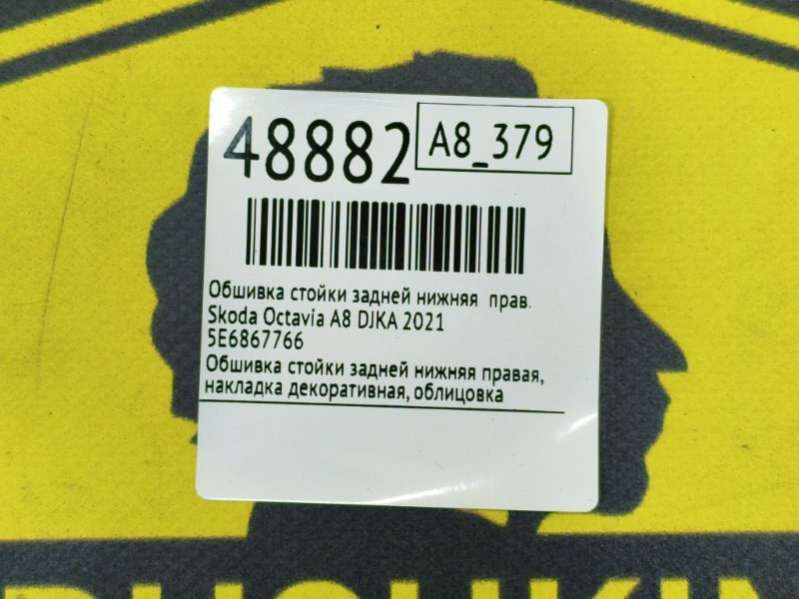 48882
A8_379
Обшивка стойки задней нижняя прав.
Skoda Octavia A8 DJKA 2021
5E6867766
Обшивка стойки задней нижняя правая,
накладка декоративная, облицовка